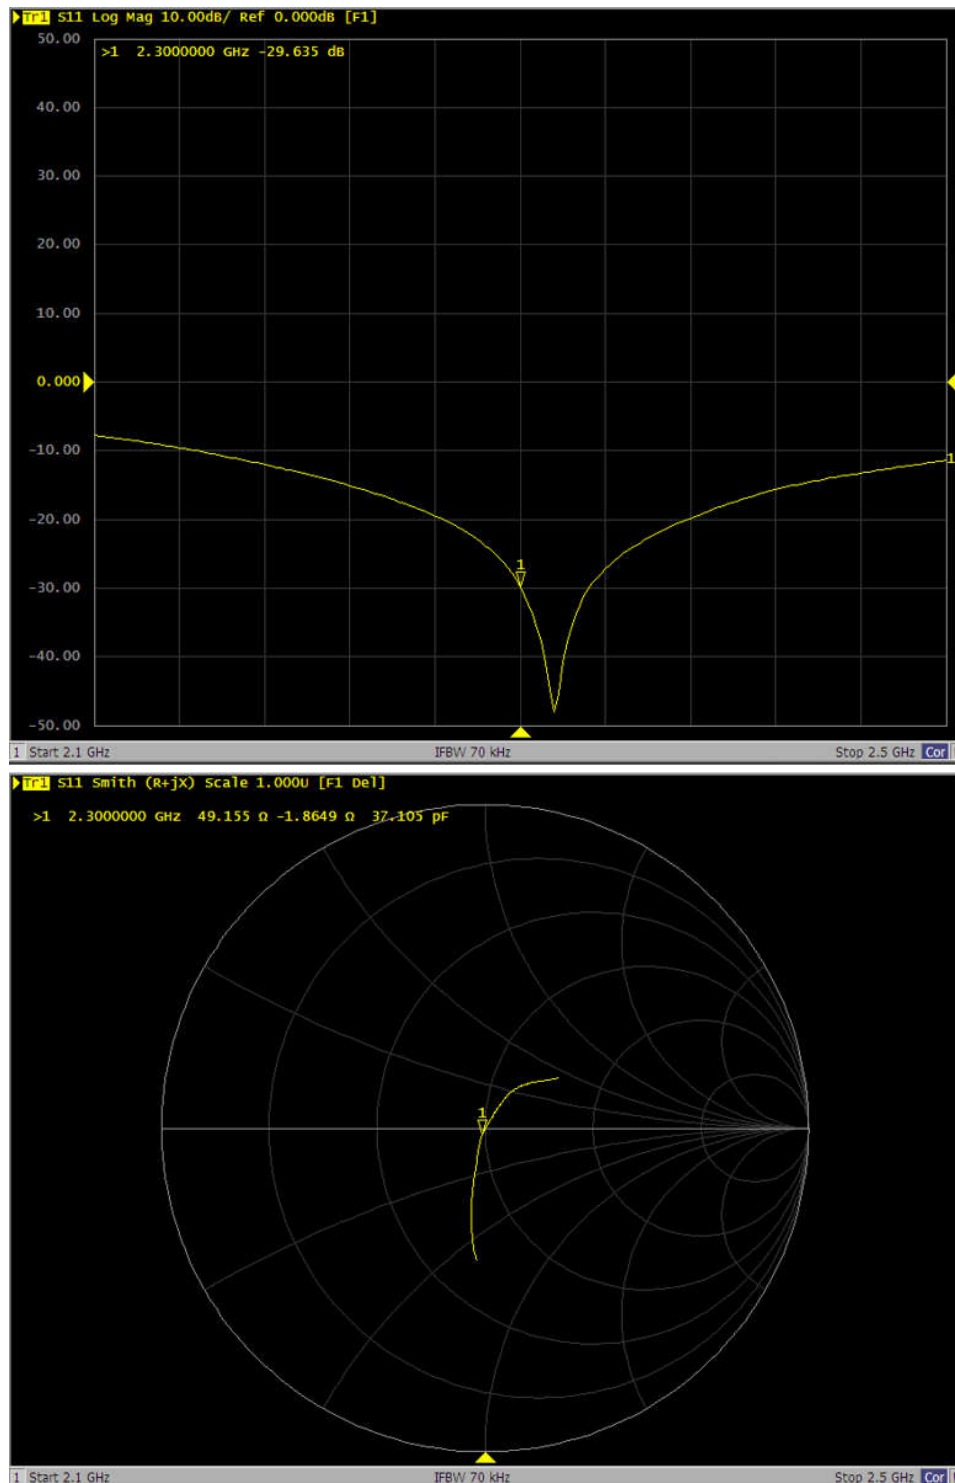 Tr1 S11 Log Mag 10.00dB/ Ref 0.000dB [F1]
50.00
>1 2.3000000 GHz -29.635 dB
40.00
30.00
20.00
10.00
0.000
-10.00
1
-20.00
1
-30.00
-40.00
-50.00
1 Start 2.1 GHz IFBW 70 kHz Stop 2.5 GHz Cor
Tr1 S11 Smith (R+jX) Scale 1.000U [F1 Del]
>1 2.3000000 GHz 49.155 Ω -1.8649 Ω 37.105 pF
1
1 Start 2.1 GHz IFBW 70 kHz Stop 2.5 GHz Cor